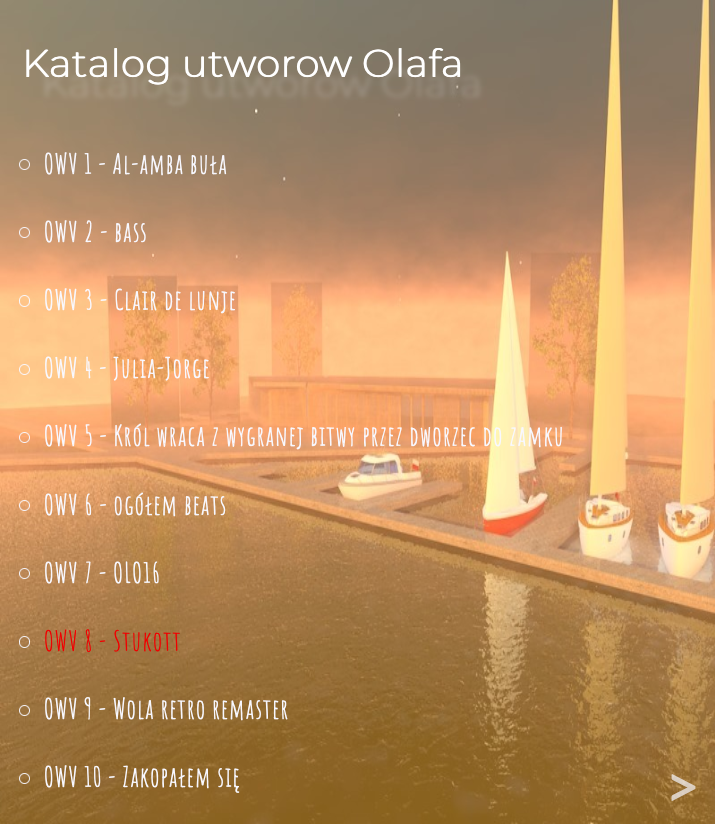 Katalog utworow Olafa
OWV 1 - Al-amba buła
OWV 2 - bass
OWV 3 - Clair de lunje
OWV 4 - Julia-Jorge
OWV 5 - Król wraca z wygranej bitwy przez dworzec do zamku
OWV 6 - ogółem beats
OWV 7 - OLO16
OWV 8 - Stukott
OWV 9 - Wola retro remaster
OWV 10 - Zakopałem się
>